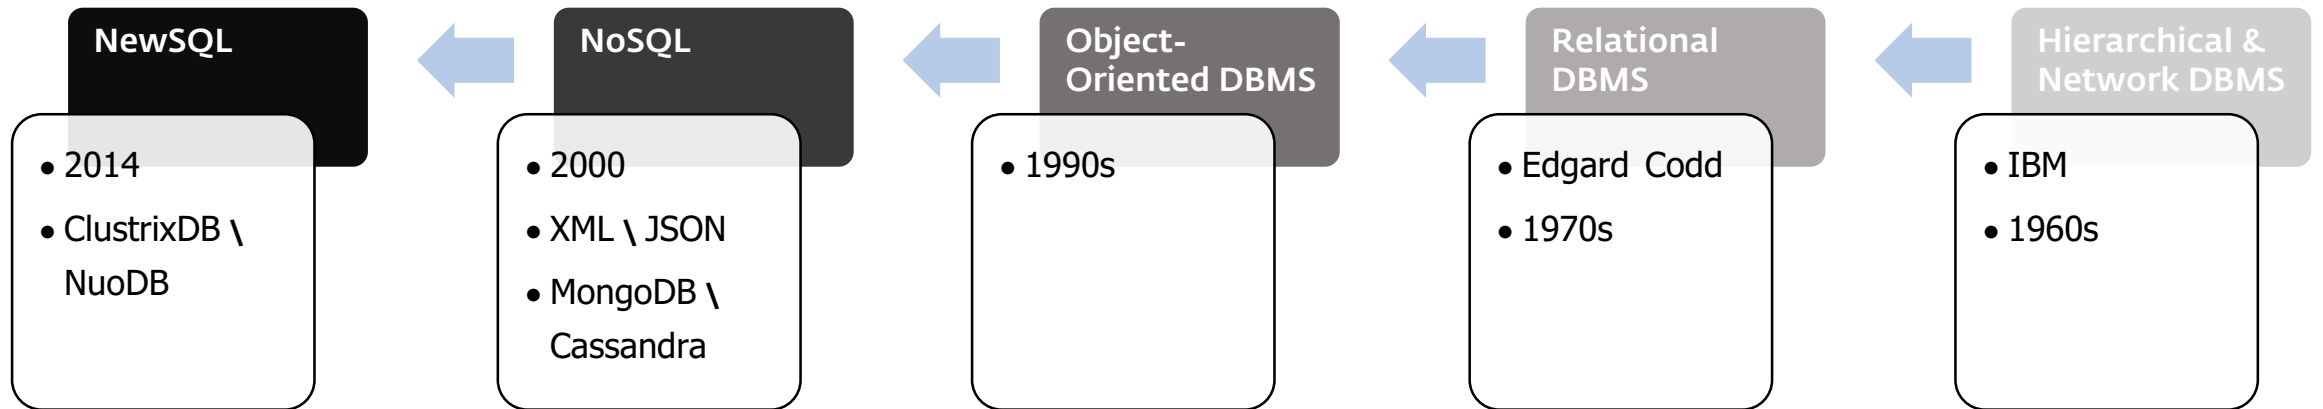 NewSQL
• 2014
• ClustrixDB \
NuoDB
NoSQL
• 2000
• XML \ JSON
• MongoDB \
Cassandra
Object-
Oriented DBMS
• 1990s
Relational
DBMS
• Edgard Codd
• 1970s
Hierarchical &
Network DBMS
• IBM
• 1960s